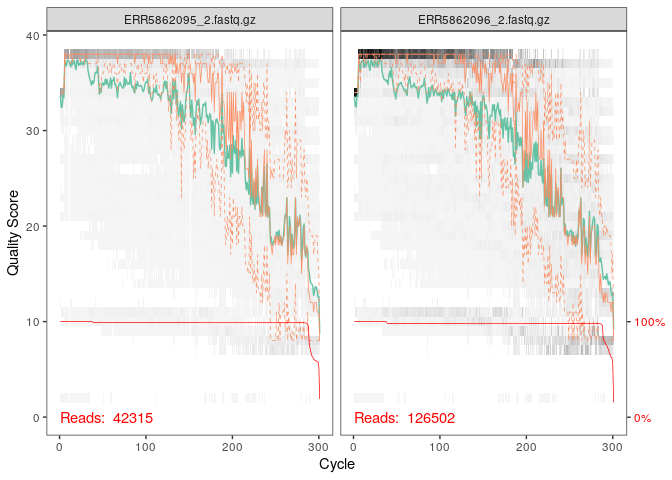 ERR5862095_2.fastq.gz
ERR5862096_2.fastq.gz
Quality Score
40
30
20
10
0
100%
0%
Reads: 42315
Reads: 126502
0 100 200 300
0 100 200 300
Cycle